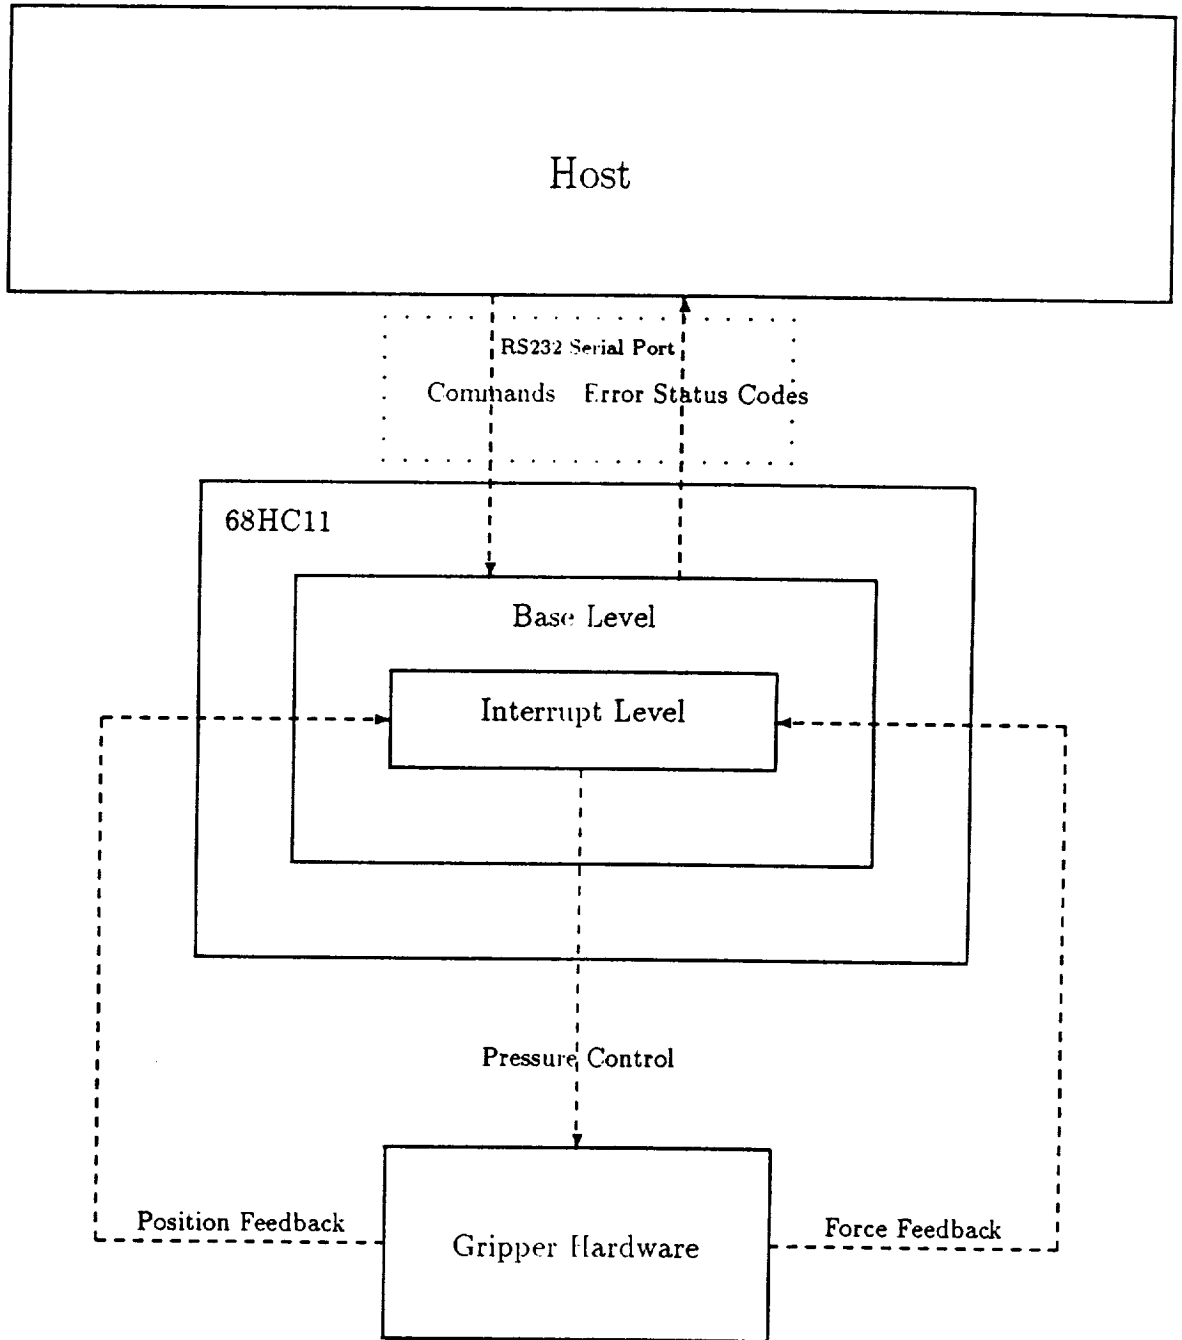 Host
RS232 Serial Port
Commands Error Status Codes
68HC11
Base Level
Interrupt Level
Pressure Control
Position Feedback
Force Feedback
Gripper Hardware